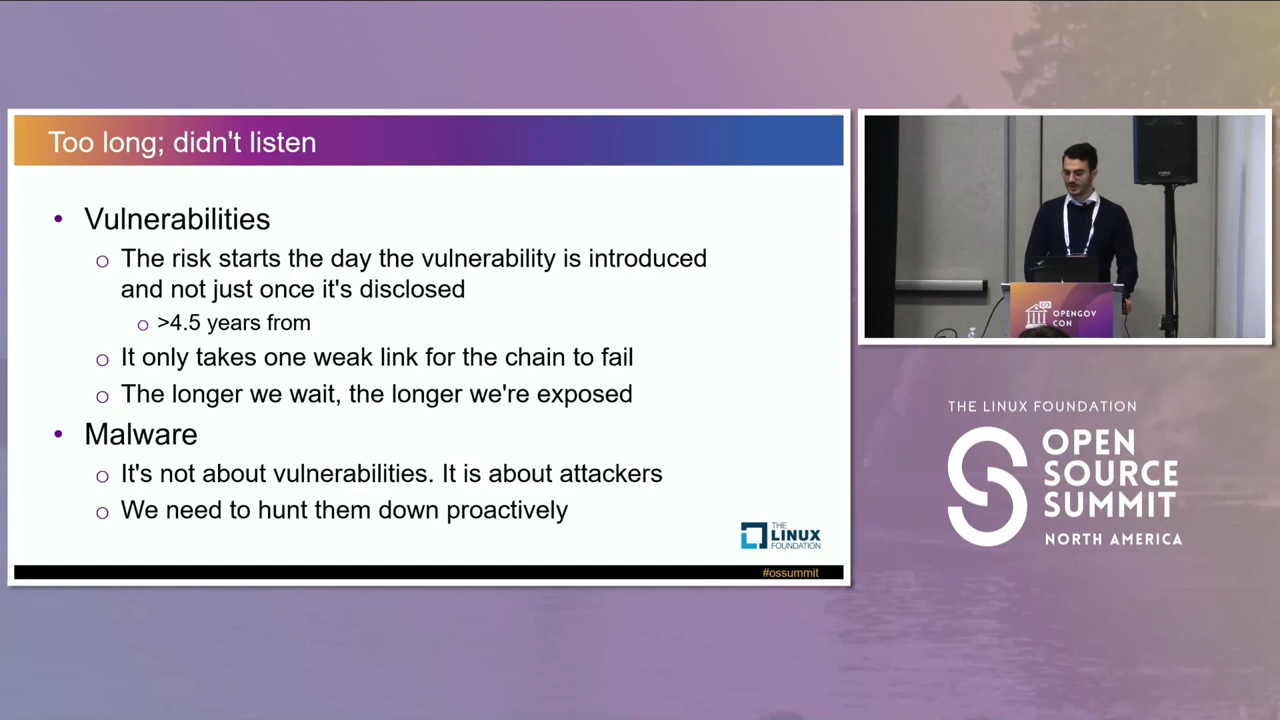 Too long; didn't listen
• Vulnerabilities
o The risk starts the day the vulnerability is introduced
and not just once it's disclosed
o >4.5 years from
o It only takes one weak link for the chain to fail
o The longer we wait, the longer we're exposed
• Malware
o It's not about vulnerabilities. It is about attackers
o We need to hunt them down proactively
THE
LINUX
FOUNDATION
#ossummit
OPENGOV
CON
THE LINUX FOUNDATION
OPEN
SOURCE
SUMMIT
NORTH AMERICA